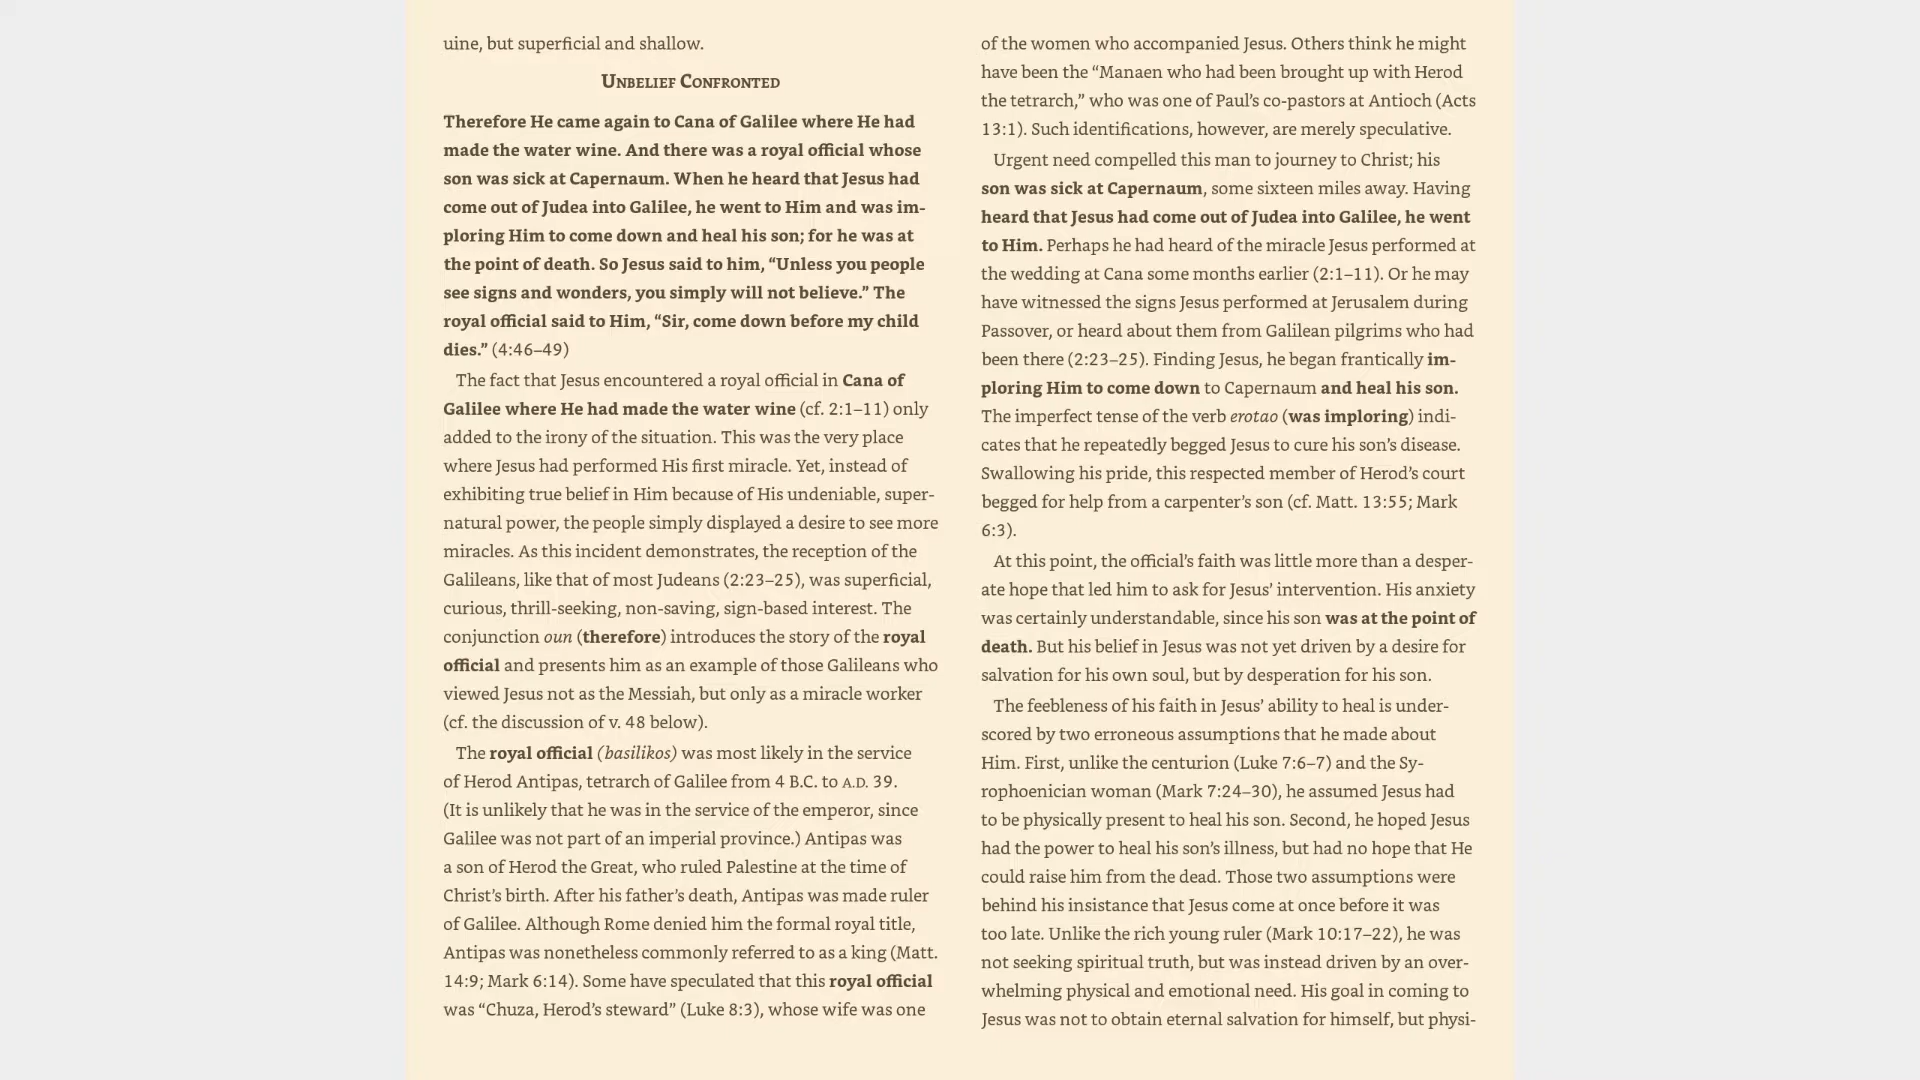 uine, but superficial and shallow.
Unbelief Confronted
Therefore He came again to Cana of Galilee where He had
made the water wine. And there was a royal official whose
son was sick at Capernaum. When he heard that Jesus had
come out of Judea into Galilee, he went to Him and was im-
ploring Him to come down and heal his son; for he was at
the point of death. So Jesus said to him, “Unless you people
see signs and wonders, you simply will not believe.” The
royal official said to Him, “Sir, come down before my child
dies.” (4:46–49)
The fact that Jesus encountered a royal official in Cana of
Galilee where He had made the water wine (cf. 2:1–11) only
added to the irony of the situation. This was the very place
where Jesus had performed His first miracle. Yet, instead of
exhibiting true belief in Him because of His undeniable, super-
natural power, the people simply displayed a desire to see more
miracles. As this incident demonstrates, the reception of the
Galileans, like that of most Judeans (2:23–25), was superficial,
curious, thrill-seeking, non-saving, sign-based interest. The
conjunction oun (therefore) introduces the story of the royal
official and presents him as an example of those Galileans who
viewed Jesus not as the Messiah, but only as a miracle worker
(cf. the discussion of v. 48 below).
The royal official (basilikos) was most likely in the service
of Herod Antipas, tetrarch of Galilee from 4 B.C. to A.D. 39.
(It is unlikely that he was in the service of the emperor, since
Galilee was not part of an imperial province.) Antipas was
a son of Herod the Great, who ruled Palestine at the time of
Christ’s birth. After his father’s death, Antipas was made ruler
of Galilee. Although Rome denied him the formal royal title,
Antipas was nonetheless commonly referred to as a king (Matt.
14:9; Mark 6:14). Some have speculated that this royal official
was “Chuza, Herod’s steward” (Luke 8:3), whose wife was one
of the women who accompanied Jesus. Others think he might
have been the “Manaen who had been brought up with Herod
the tetrarch,” who was one of Paul’s co-pastors at Antioch (Acts
13:1). Such identifications, however, are merely speculative.
Urgent need compelled this man to journey to Christ; his
son was sick at Capernaum, some sixteen miles away. Having
heard that Jesus had come out of Judea into Galilee, he went
to Him. Perhaps he had heard of the miracle Jesus performed at
the wedding at Cana some months earlier (2:1–11). Or he may
have witnessed the signs Jesus performed at Jerusalem during
Passover, or heard about them from Galilean pilgrims who had
been there (2:23–25). Finding Jesus, he began frantically im-
ploring Him to come down to Capernaum and heal his son.
The imperfect tense of the verb erotao (was imploring) indi-
cates that he repeatedly begged Jesus to cure his son’s disease.
Swallowing his pride, this respected member of Herod’s court
begged for help from a carpenter’s son (cf. Matt. 13:55; Mark
6:3).
At this point, the official’s faith was little more than a desper-
ate hope that led him to ask for Jesus’ intervention. His anxiety
was certainly understandable, since his son was at the point of
death. But his belief in Jesus was not yet driven by a desire for
salvation for his own soul, but by desperation for his son.
The feebleness of his faith in Jesus’ ability to heal is under-
scored by two erroneous assumptions that he made about
Him. First, unlike the centurion (Luke 7:6–7) and the Sy-
rophoenician woman (Mark 7:24–30), he assumed Jesus had
to be physically present to heal his son. Second, he hoped Jesus
had the power to heal his son’s illness, but had no hope that He
could raise him from the dead. Those two assumptions were
behind his insistance that Jesus come at once before it was
too late. Unlike the rich young ruler (Mark 10:17–22), he was
not seeking spiritual truth, but was instead driven by an over-
whelming physical and emotional need. His goal in coming to
Jesus was not to obtain eternal salvation for himself, but physi-